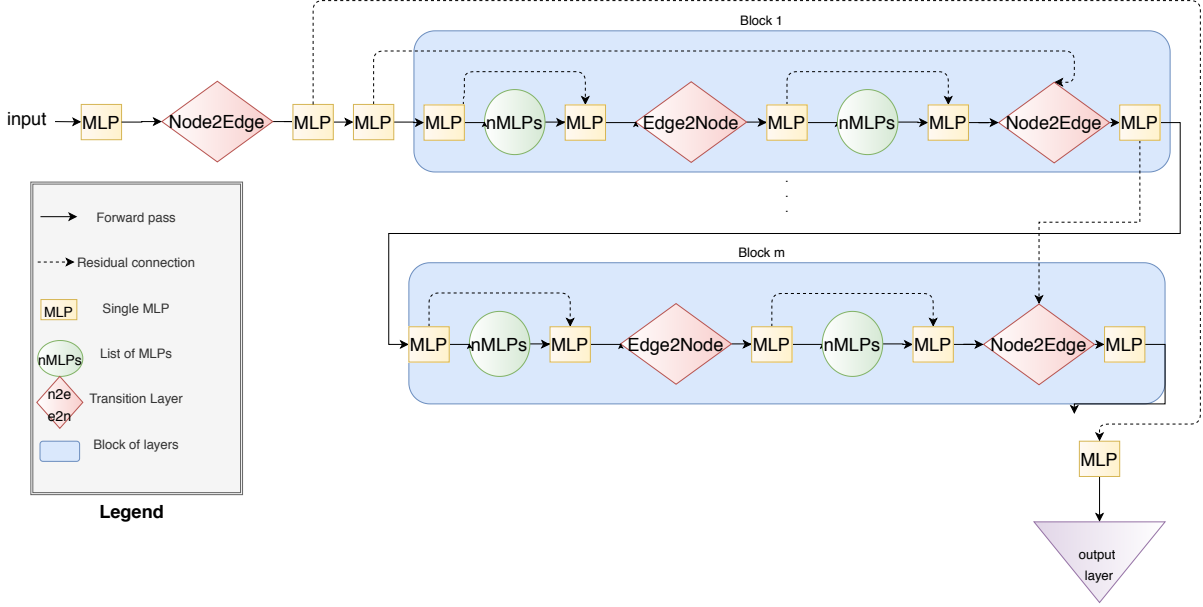 Block 1
input
MLP
Node2Edge
MLP
MLP
MLP
nMLPs
MLP
Edge2Node
MLP
nMLPs
MLP
Node2Edge
MLP
.
.
.
Block m
MLP
nMLPs
MLP
Edge2Node
MLP
nMLPs
MLP
Node2Edge
MLP
MLP
output
layer
Forward pass
Residual connection
MLP
Single MLP
nMLPs
List of MLPs
n2e
e2n
Transition Layer
Block of layers
Legend